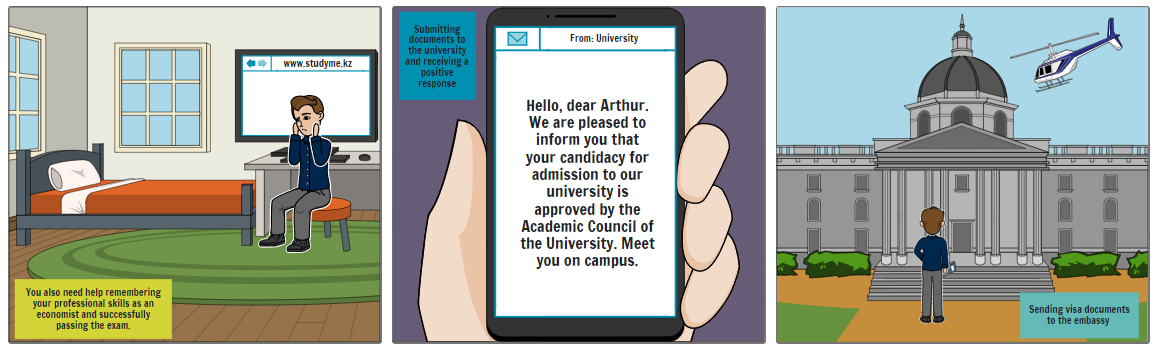 www.studyme.kz
You also need help remembering
your professional skills as an
economist and successfully
passing the exam.
Submitting
documents to
the university
and receiving a
positive
response
From: University
Hello, dear Arthur.
We are pleased to
inform you that
your candidacy for
admission to our
university is
approved by the
Academic Council of
the University. Meet
you on campus.
Sending visa documents
to the embassy